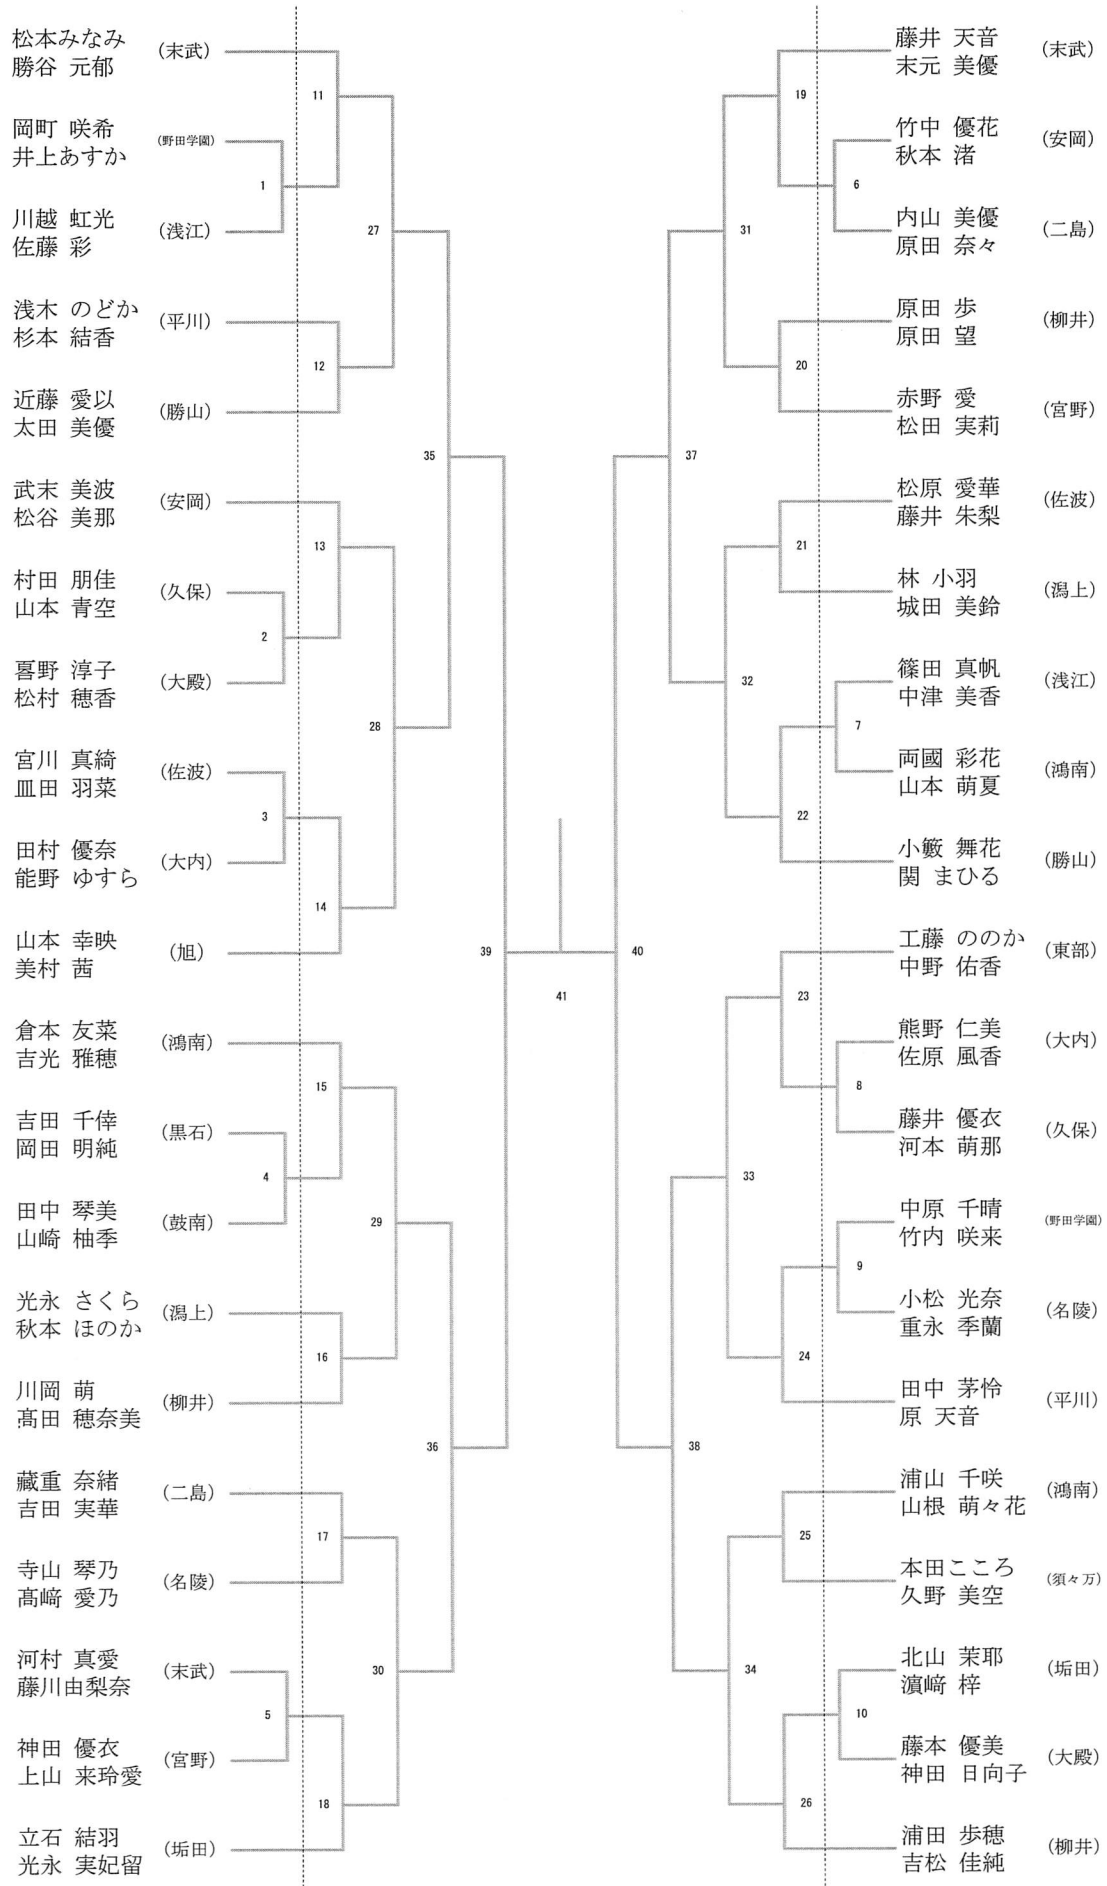 松本みなみ
勝谷 元郁
(末武)
岡町 咲希
井上あすか
(野田学園)
川越 虹光
佐藤 彩
(浅江)
浅木 のどか
杉本 結香
(平川)
近藤 愛以
太田 美優
(勝山)
武末 美波
松谷 美那
(安岡)
村田 朋佳
山本 青空
(久保)
淳子
松村 穂香
(大殿)
宮川 真綺
皿田 羽菜
(佐波)
田村 優奈
能野 ゆすら
(大内)
山本 幸映
美村 茜
(旭)
倉本 友菜
吉光 雅穂
(鴻南)
吉田 千倖
岡田 明純
(黒石)
田中 琴美
山崎 柚季
(鼓南)
光永 さくら
秋本 ほのか
(潟上)
川岡 萌
髙田 穂奈美
(柳井)
藏重 奈緒
吉田 実華
(二島)
寺山 琴乃
髙﨑 愛乃
(名陵)
河村 真愛
藤川由梨奈
(末武)
神田 優衣
上山 来玲愛
(宮野)
立石 結羽
光永 実妃留
(垢田)
1
2
3
4
5
11
12
13
14
15
16
17
18
27
28
29
30
35
36
39
41
40
37
38
31
32
33
34
19
20
21
22
23
24
25
26
6
7
8
9
10
藤井 天音
末元 美優
(末武)
竹中 優花
秋本 渚
(安岡)
内山 美優
原田 奈々
(二島)
原田 歩
原田 望
(柳井)
赤野 愛
松田 実莉
(宮野)
松原 愛華
藤井 朱梨
(佐波)
林 小羽
城田 美鈴
(潟上)
篠田 真帆
中津 美香
(浅江)
両國 彩花
山本 萌夏
(鴻南)
小籔 舞花
関 まひる
(勝山)
工藤 ののか
中野 佑香
(東部)
熊野 仁美
佐原 風香
(大内)
藤井 優衣
河本 萌那
(久保)
中原 千晴
竹内 咲来
(野田学園)
小松 光奈
重永 季蘭
(名陵)
田中 茅怜
原 天音
(平川)
浦山 千咲
山根 萌々花
(鴻南)
本田こころ
久野 美空
(須々万)
北山 茉耶
濵﨑 梓
(垢田)
藤本 優美
神田 日向子
(大殿)
浦田 歩穂
吉松 佳純
(柳井)